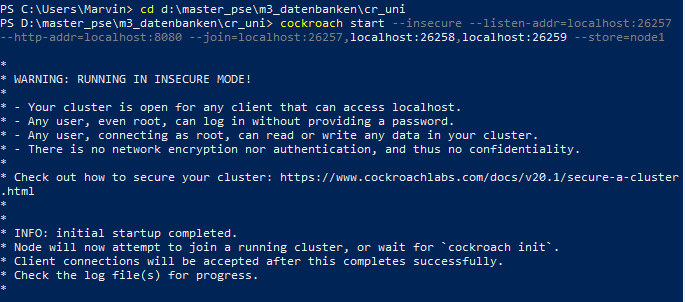 PS C:\Users\Marvin> cd d:\master_pse\m3_datenbanken\cr_uni
PS D:\master_pse\m3_datenbanken\cr_uni> cockroach start --insecure --listen-addr=localhost:26257
--http-addr=localhost:8080 --join=localhost:26257,localhost:26258,localhost:26259 --store=node1
*
* WARNING: RUNNING IN INSECURE MODE!
*
* - Your cluster is open for any client that can access localhost.
* - Any user, even root, can log in without providing a password.
* - Any user, connecting as root, can read or write any data in your cluster.
* - There is no network encryption nor authentication, and thus no confidentiality.
*
* Check out how to secure your cluster: https://www.cockroachlabs.com/docs/v20.1/secure-a-cluster
.html
*
*
* INFO: initial startup completed.
* Node will now attempt to join a running cluster, or wait for `cockroach init`.
* Client connections will be accepted after this completes successfully.
* Check the log file(s) for progress.
*